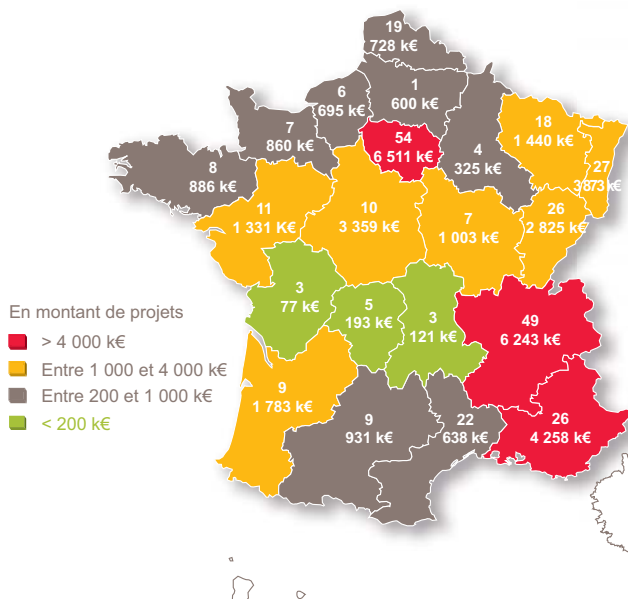 19
728 k€
1
600 k€
6
695 k€
18
1 440 k€
7
860 k€
54
6 511 k€
4
325 k€
27
3873 k€
8
886 k€
11
1 331 K€
10
3 359 k€
7
1 003 k€
26
2 825 k€
3
77 k€
5
193 k€
3
121 k€
49
6 243 k€
En montant de projets
> 4 000 k€
Entre 1 000 et 4 000 k€
Entre 200 et 1 000 k€
< 200 k€
9
1 783 k€
9
931 k€
22
638 k€
26
4 258 k€